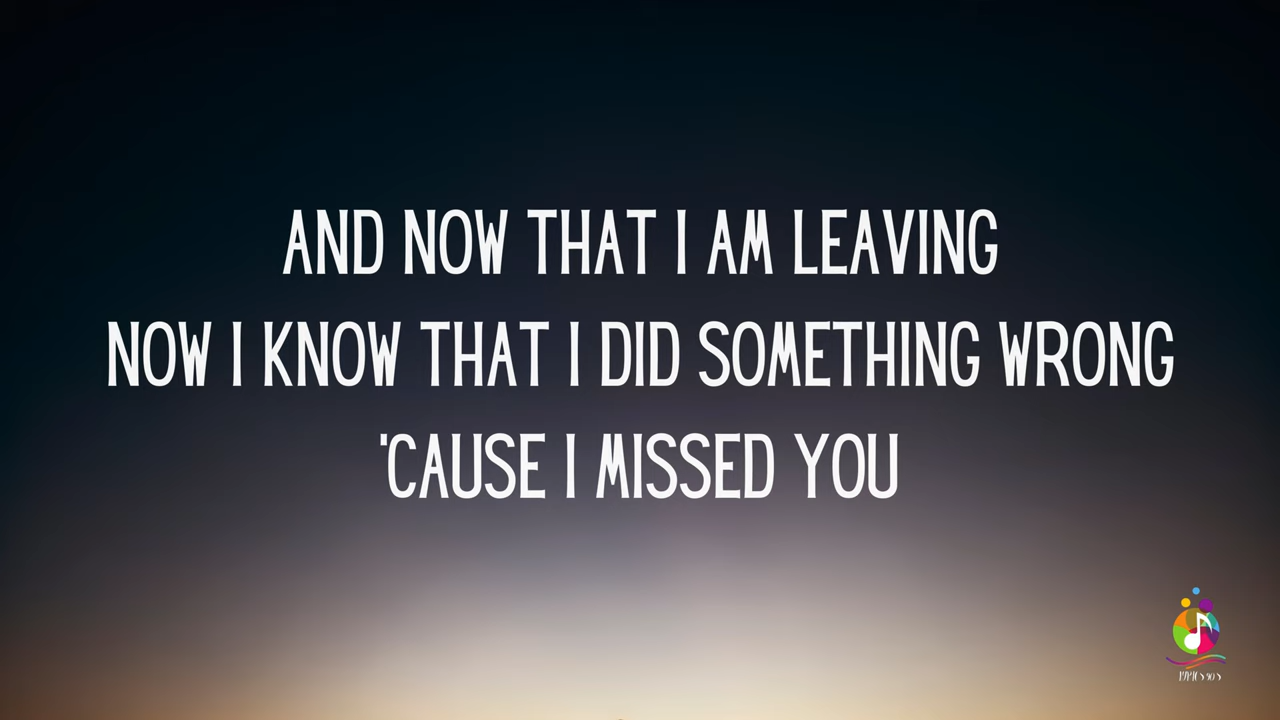 AND NOW THAT I AM LEAVING
NOW I KNOW THAT I DID SOMETHING WRONG
'CAUSE I MISSED YOU